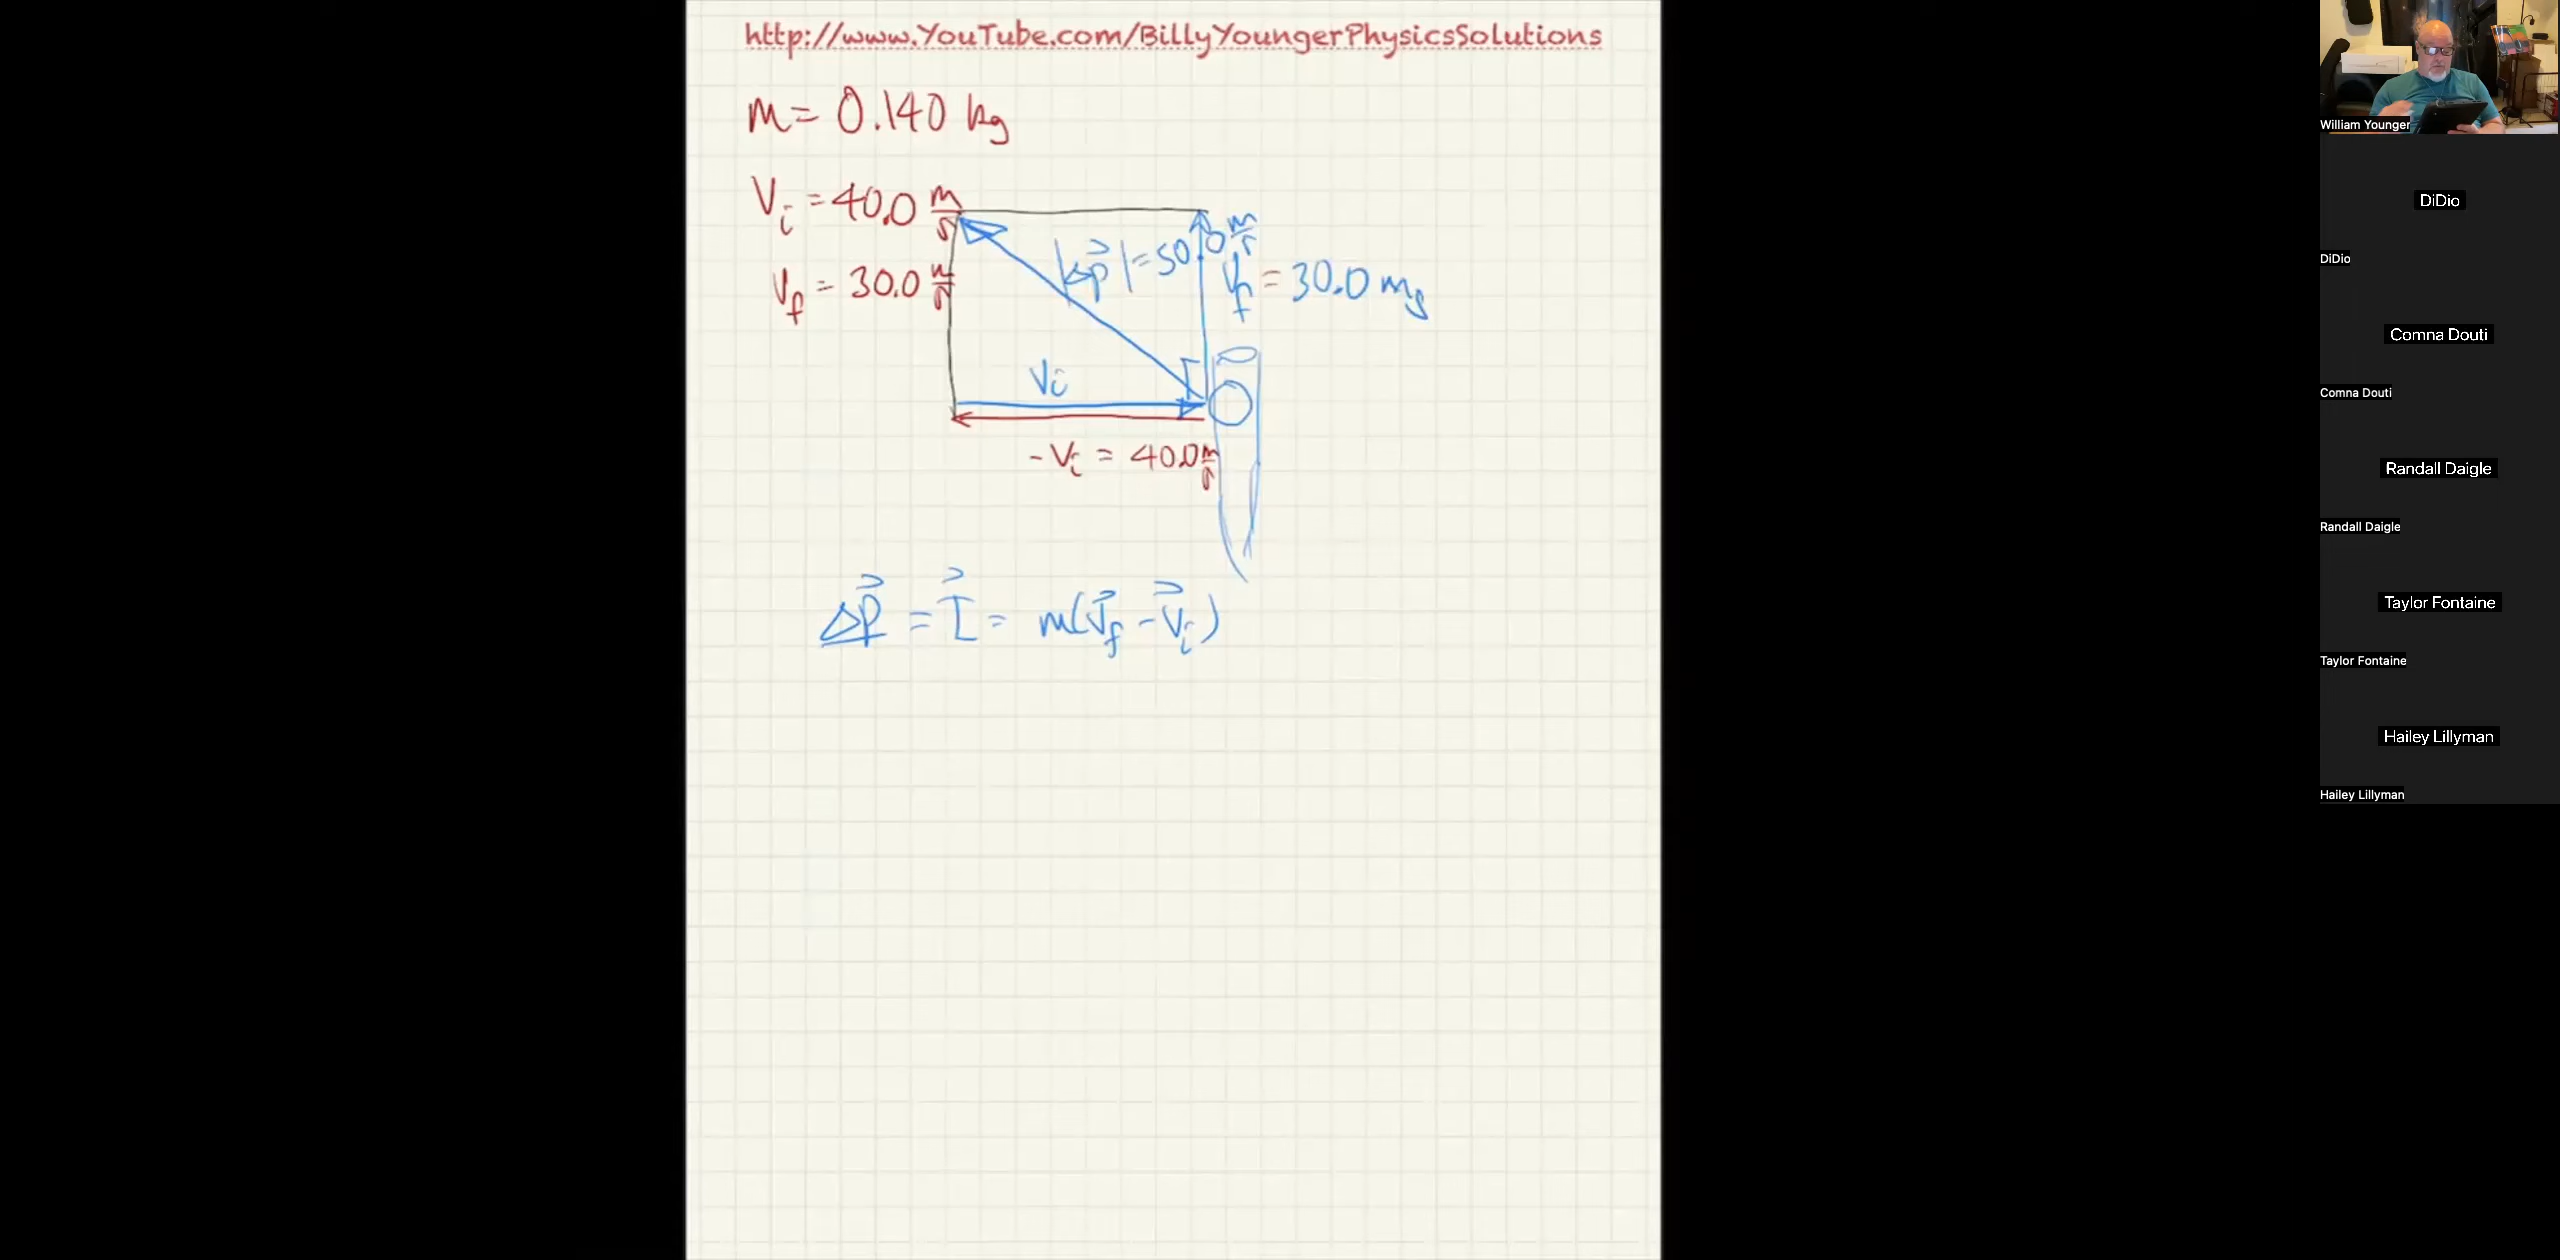 http://www.YouTube.com/BillyYoungerPhysicsSolutions
m = 0.140 kg
Vi = 40.0 m/s
Vf = 30.0 m/s
|Δp⃗| = 50.0 m/s
Vf = 30.0 m/s
Vi
-Vi = 40.0 m/s
Δp⃗ = I⃗ = m(v⃗f - v⃗i)
William Younger
DiDio
DiDio
Comna Douti
Comna Douti
Randall Daigle
Randall Daigle
Taylor Fontaine
Taylor Fontaine
Hailey Lillyman
Hailey Lillyman